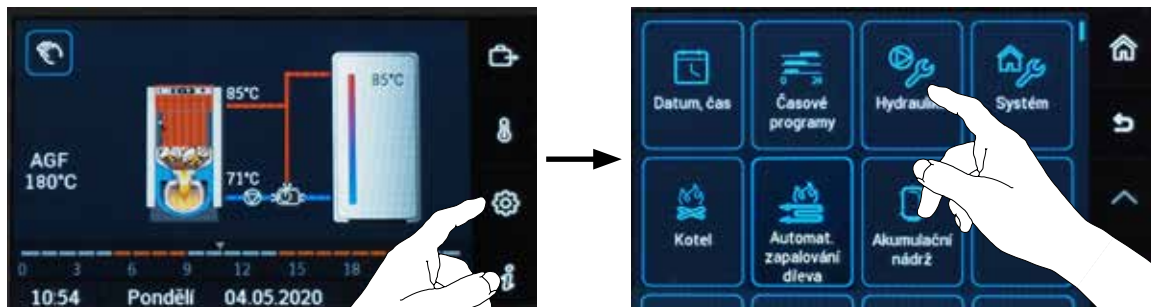 85°C
85°C
AGF
180°C
71°C
0 3 6 9 12 15 18
10:54 Pondělí 04.05.2020
Datum, čas
Časové
programy
Systém
Kotel
Automat.
zapalování
dřeva
Akumulační
nádrž